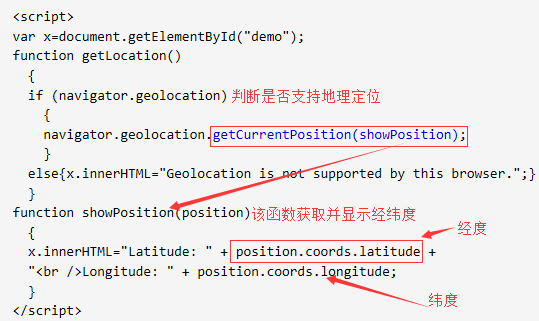 <script>
var x=document.getElementById("demo");
function getLocation()
{
if (navigator.geolocation) 判断是否支持地理定位
{
navigator.geolocation.getCurrentPosition(showPosition);
}
else{x.innerHTML="Geolocation is not supported by this browser.";}
}
function showPosition(position)该函数获取并显示经纬度
{
经度
x.innerHTML="Latitude: " + position.coords.latitude +
"<br />Longitude: " + position.coords.longitude;
}
纬度
</script>